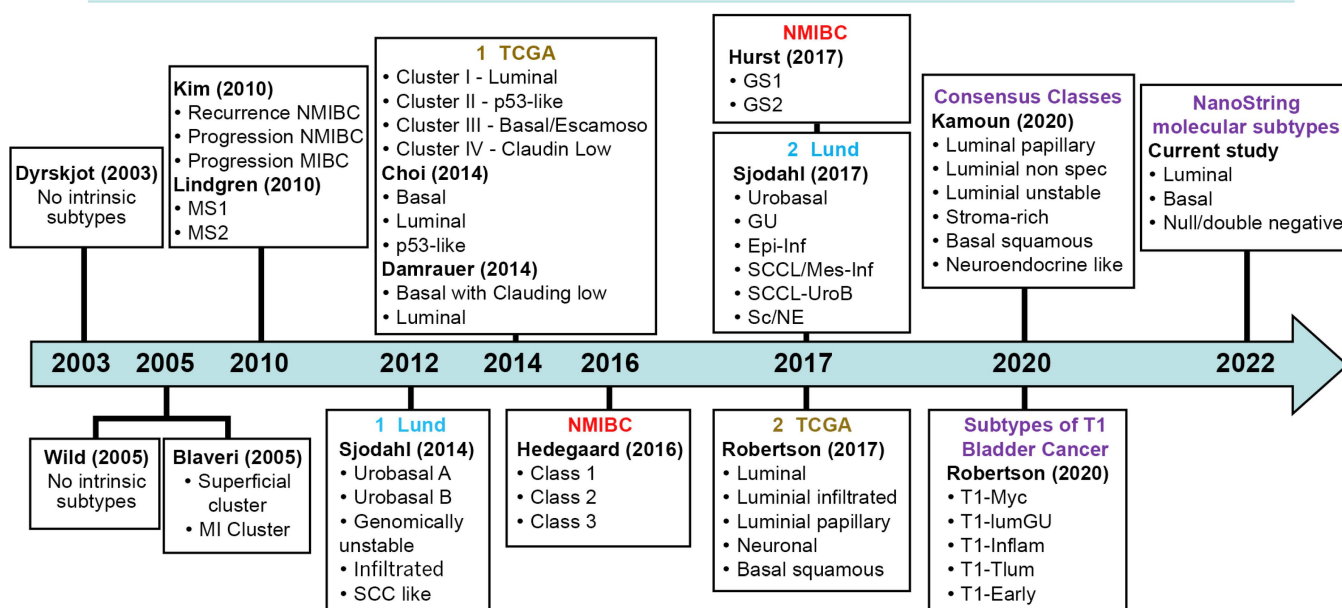 Dyrskjot (2003)
No intrinsic
subtypes
Kim (2010)
• Recurrence NMIBC
• Progression NMIBC
• Progression MIBC
Lindgren (2010)
• MS1
• MS2
1 TCGA
• Cluster I - Luminal
• Cluster II - p53-like
• Cluster III - Basal/Escamoso
• Cluster IV - Claudin Low
Choi (2014)
• Basal
• Luminal
• p53-like
Damrauer (2014)
• Basal with Clauding low
• Luminal
NMIBC
Hurst (2017)
• GS1
• GS2
2 Lund
Sjodahl (2017)
• Urobasal
• GU
• Epi-Inf
• SCCL/Mes-Inf
• SCCL-UroB
• Sc/NE
Consensus Classes
Kamoun (2020)
• Luminal papillary
• Luminial non spec
• Luminial unstable
• Stroma-rich
• Basal squamous
• Neuroendocrine like
NanoString
molecular subtypes
Current study
• Luminal
• Basal
• Null/double negative
2003 2005 2010 2012 2014 2016 2017 2020 2022
Wild (2005)
No intrinsic
subtypes
Blaveri (2005)
• Superficial
cluster
• MI Cluster
1 Lund
Sjodahl (2014)
• Urobasal A
• Urobasal B
• Genomically
unstable
• Infiltrated
• SCC like
NMIBC
Hedegaard (2016)
• Class 1
• Class 2
• Class 3
2 TCGA
Robertson (2017)
• Luminal
• Luminial infiltrated
• Luminial papillary
• Neuronal
• Basal squamous
Subtypes of T1
Bladder Cancer
Robertson (2020)
• T1-Myc
• T1-lumGU
• T1-Inflam
• T1-Tlum
• T1-Early